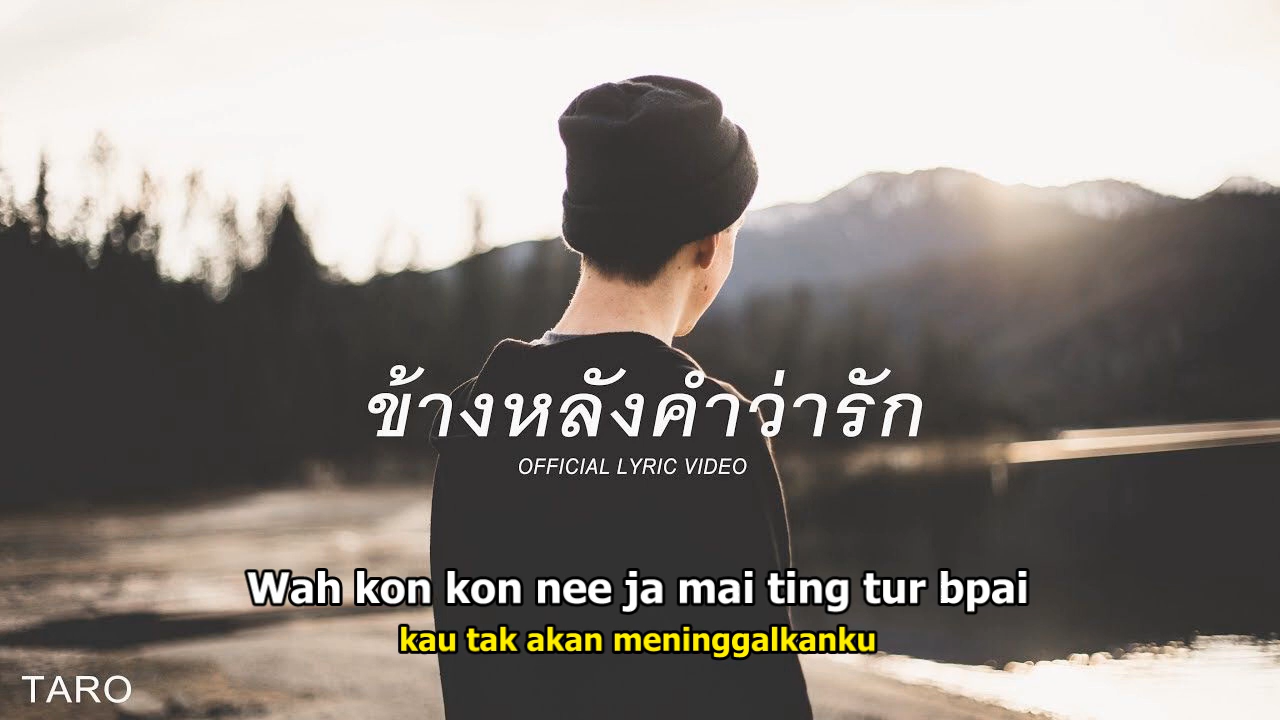 ข้างหลังคำว่ารัก
OFFICIAL LYRIC VIDEO
Wah kon kon nee ja mai ting tur bpai
kau tak akan meninggalkanku
TARO